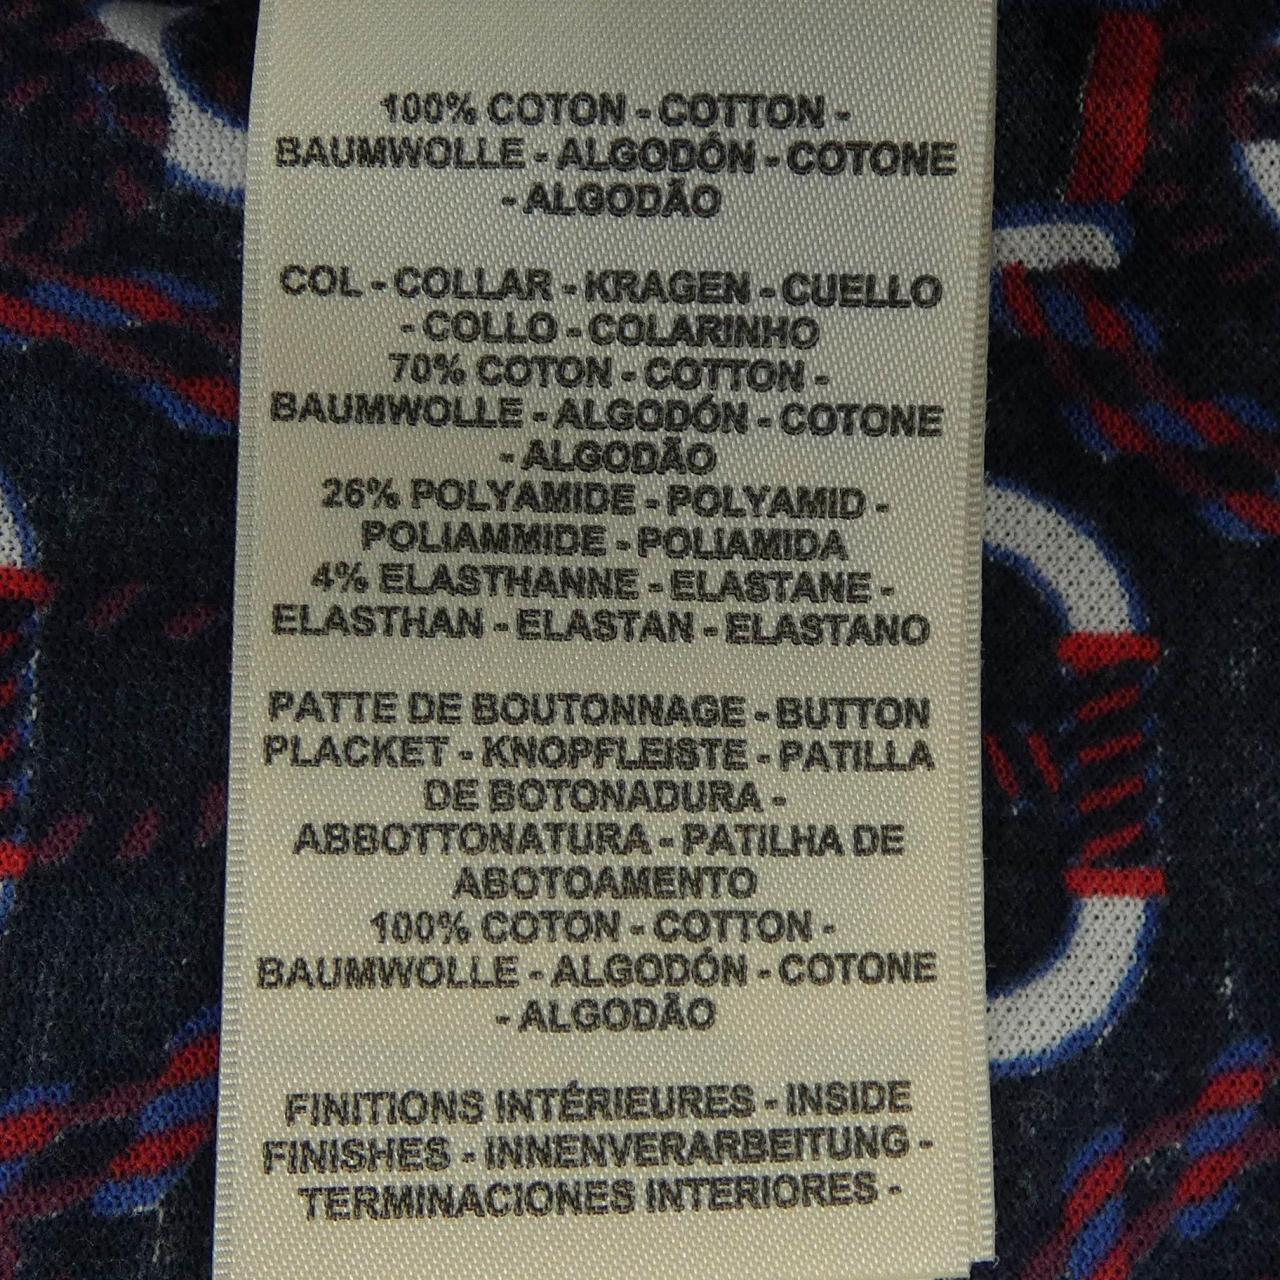 100% COTON - COTTON -
BAUMWOLLE - ALGODÓN - COTONE
- ALGODÃO
COL - COLLAR - KRAGEN - CUELLO
- COLLO - COLARINHO
70% COTON - COTTON -
BAUMWOLLE - ALGODÓN - COTONE
- ALGODÃO
26% POLYAMIDE - POLYAMID -
POLIAMMIDE - POLIAMIDA
4% ELASTHANNE - ELASTANE -
ELASTHAN - ELASTAN - ELASTANO
PATTE DE BOUTONNAGE - BUTTON
PLACKET - KNOPFLEISTE - PATILLA
DE BOTONADURA -
ABBOTTONATURA - PATILHA DE
ABOTOAMENTO
100% COTON - COTTON -
BAUMWOLLE - ALGODÓN - COTONE
- ALGODÃO
FINITIONS INTÉRIEURES - INSIDE
FINISHES - INNENVERARBEITUNG -
TERMINACIONES INTERIORES -